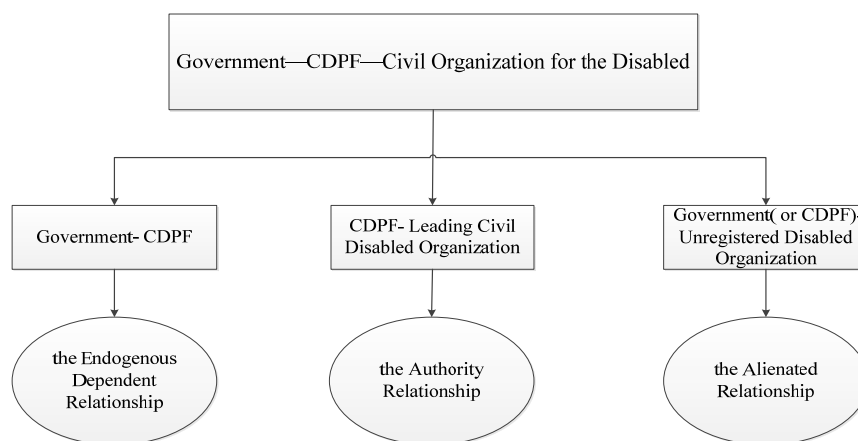 Government—CDPF—Civil Organization for the Disabled
Government- CDPF
CDPF- Leading Civil
Disabled Organization
Government( or CDPF)-
Unregistered Disabled
Organization
the Endogenous
Dependent
Relationship
the Authority
Relationship
the Alienated
Relationship